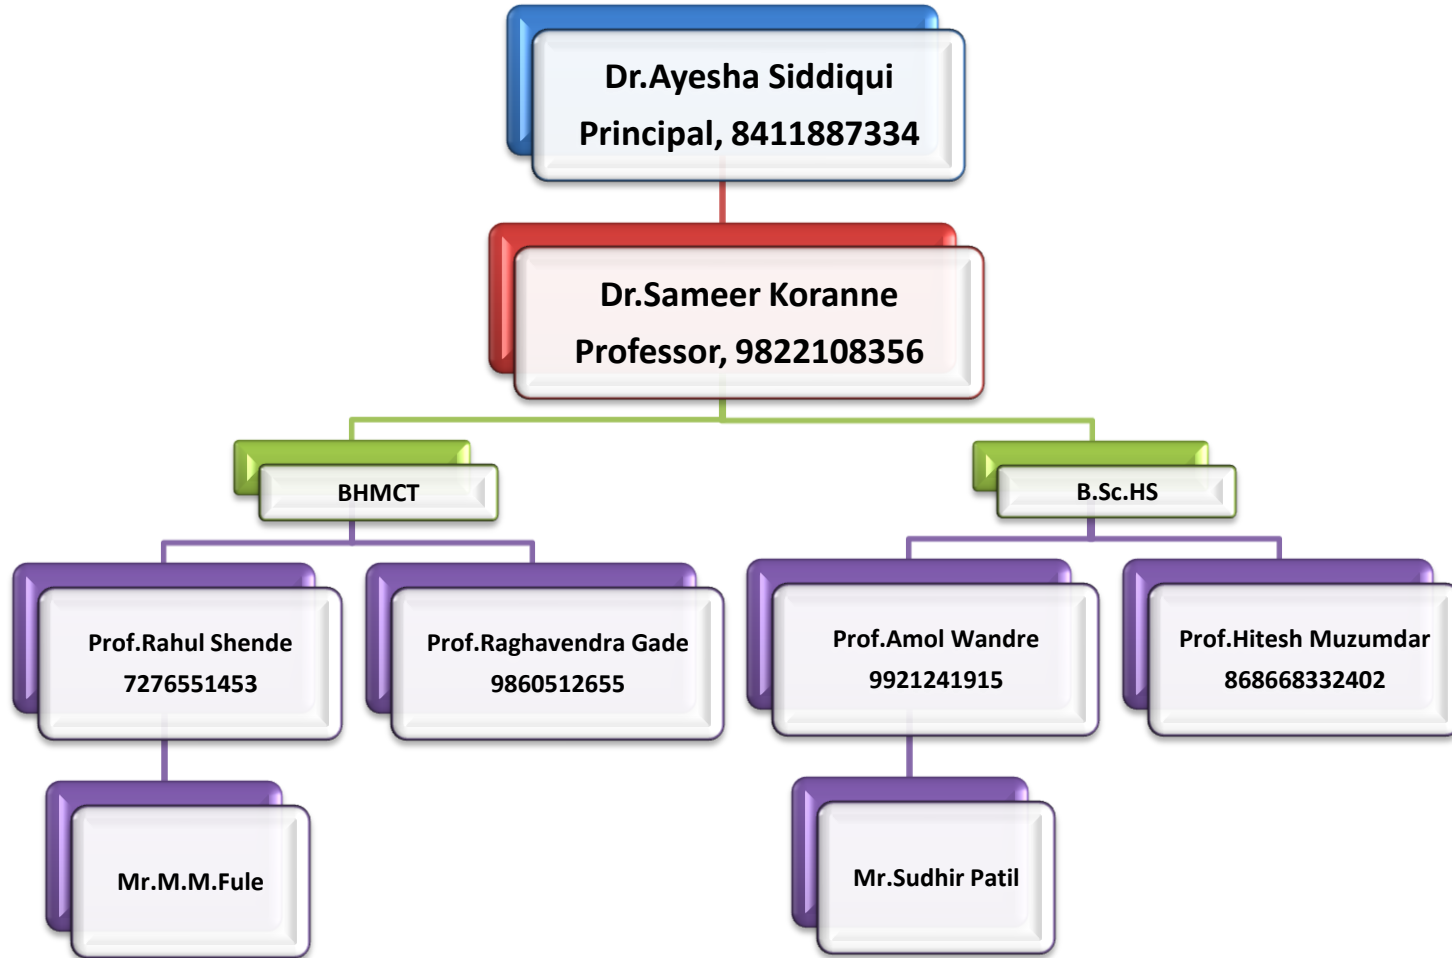 Dr.Ayesha Siddiqui
Principal, 8411887334
Dr.Sameer Koranne
Professor, 9822108356
BHMCT
B.Sc.HS
Prof.Rahul Shende
7276551453
Prof.Raghavendra Gade
9860512655
Prof.Amol Wandre
9921241915
Prof.Hitesh Muzumdar
868668332402
Mr.M.M.Fule
Mr.Sudhir Patil